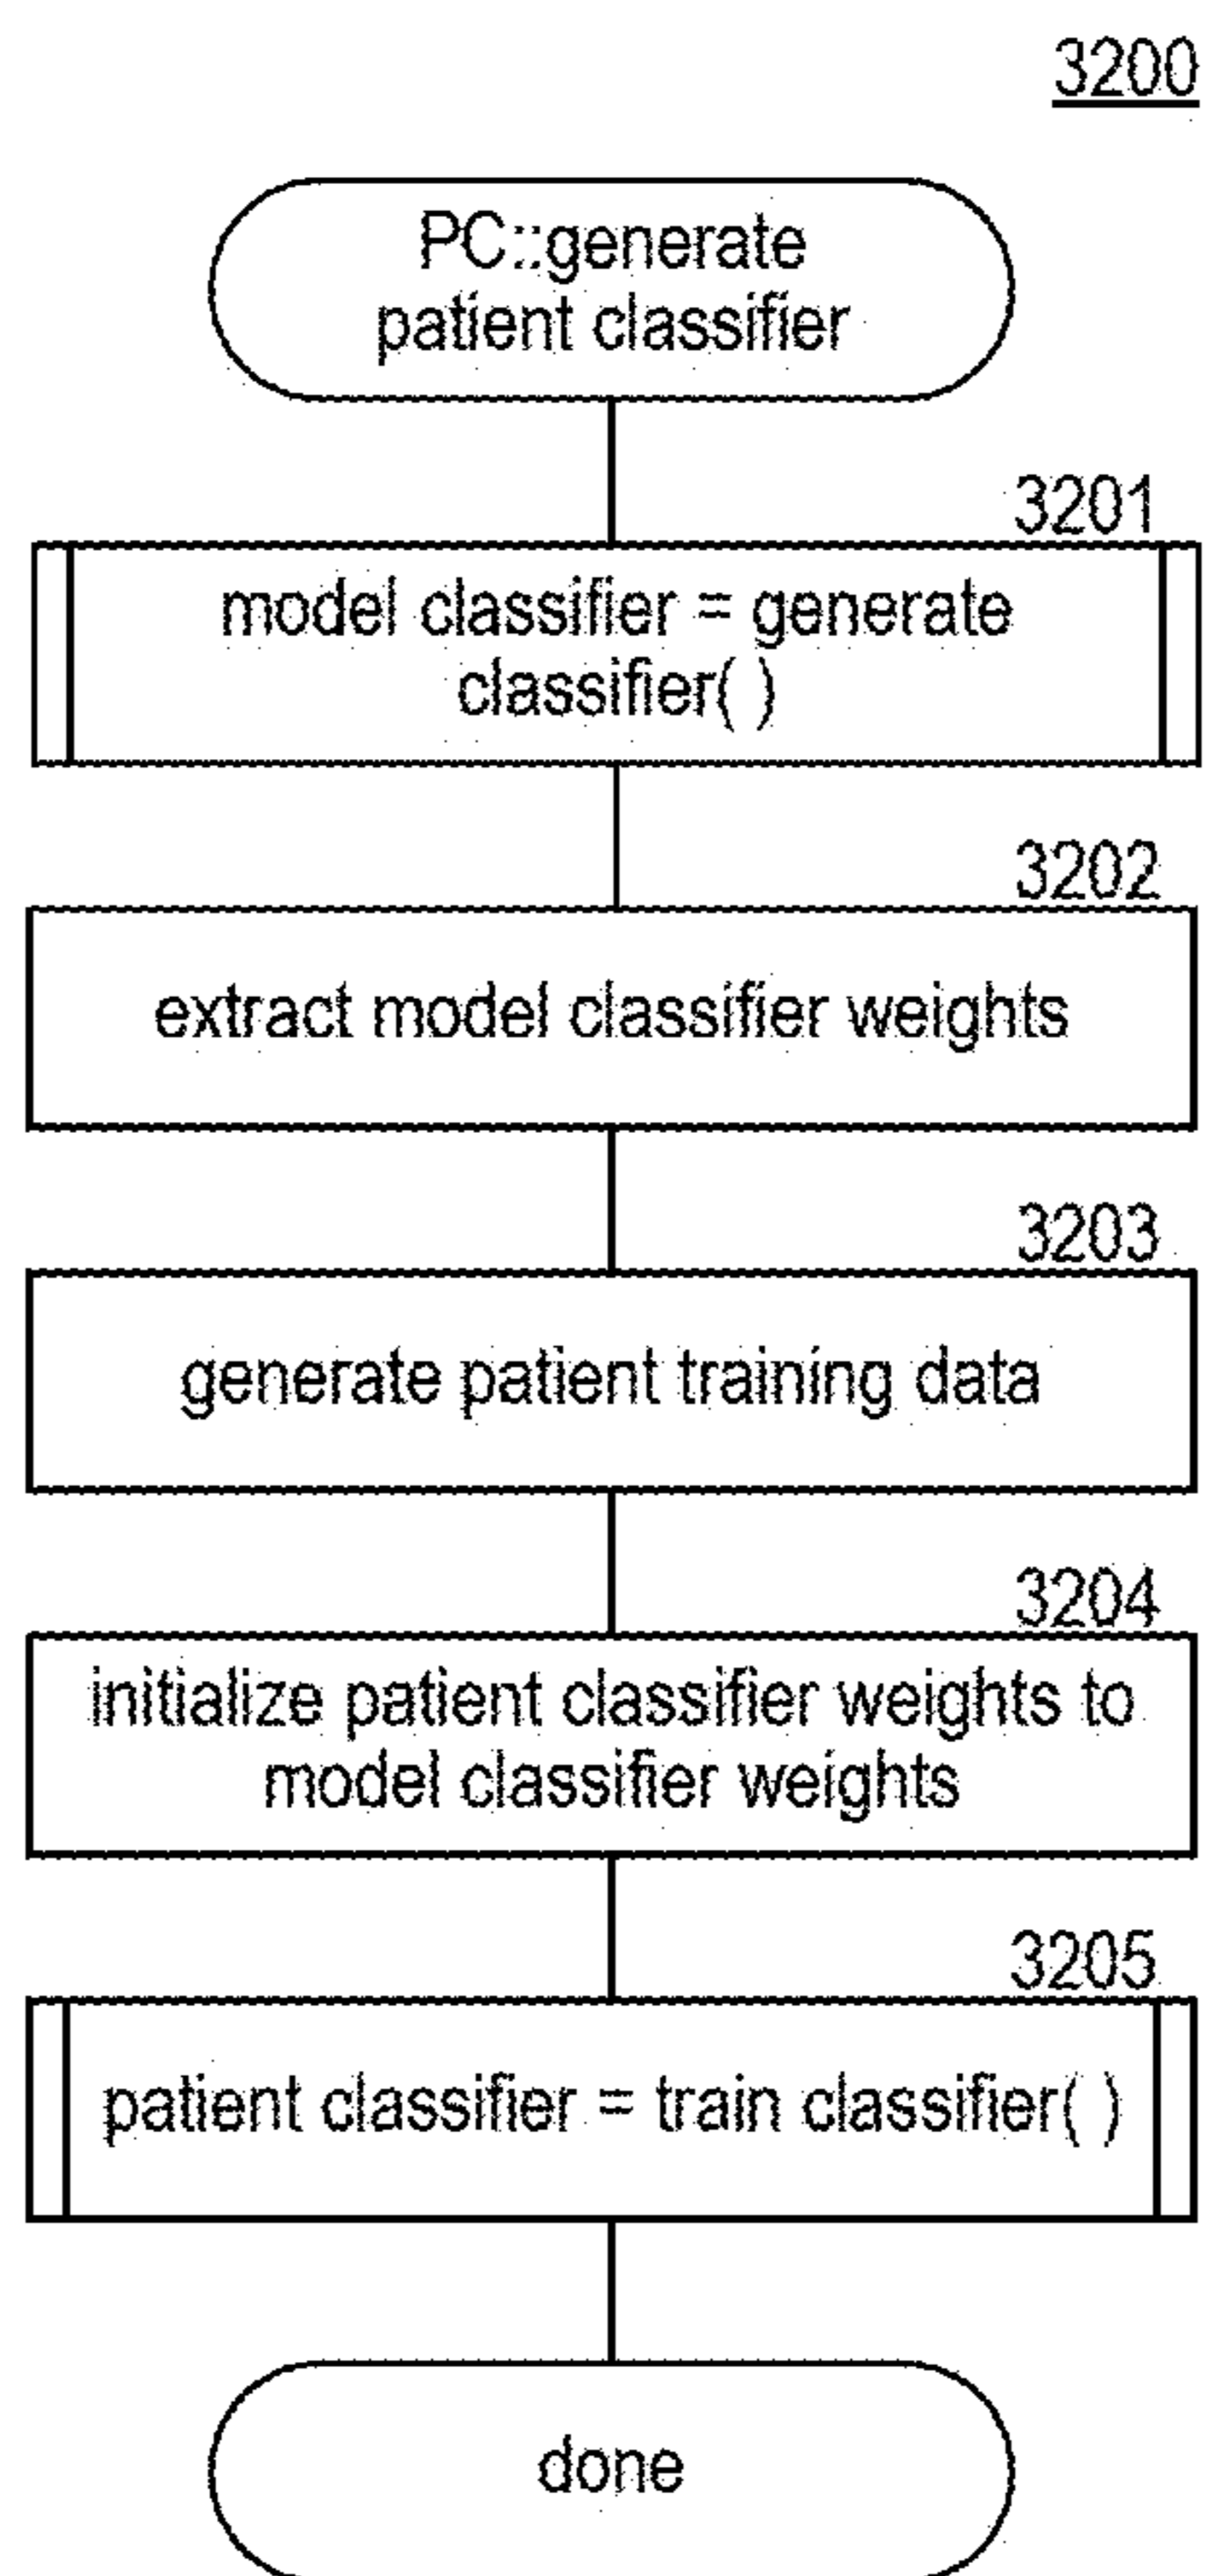 3200
PC::generate
patient classifier
3201
model classifier = generate
classifier( )
3202
extract model classifier weights
3203
generate patient training data
3204
initialize patient classifier weights to
model classifier weights
3205
patient classifier = train classifier( )
done